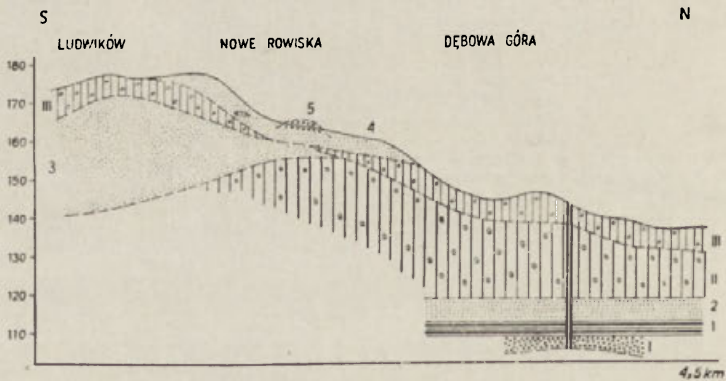 S N
LUDWIKÓW NOWE ROWISKA DĘBOWA GÓRA
180
170
III 5
4
160
3
150
140
III
130
II
120
2
I
110
1
4,5 km